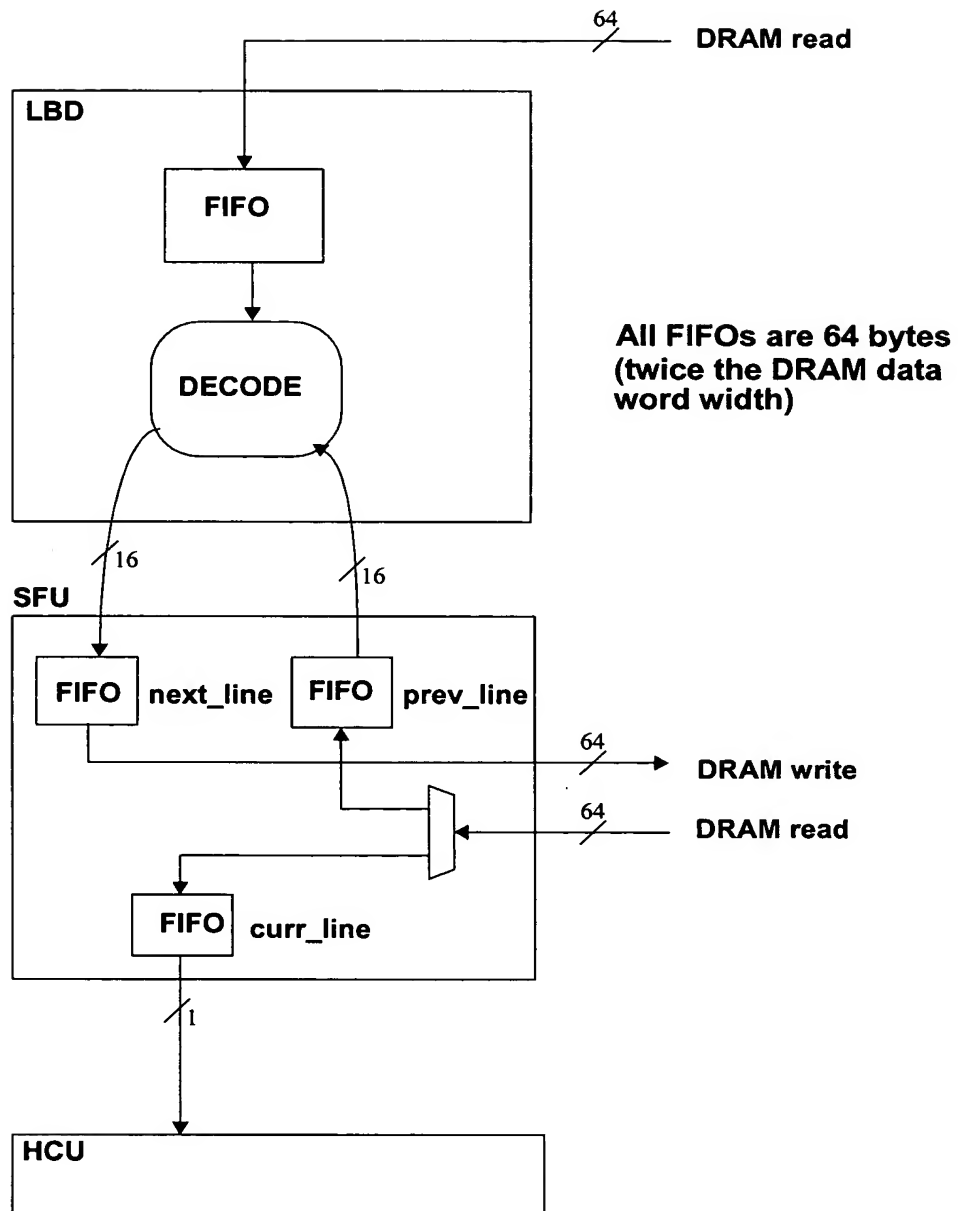 64
DRAM read
LBD
FIFO
All FIFOs are 64 bytes
(twice the DRAM data
word width)
DECODE
16
16
SFU
FIFO
next_line
FIFO
prev_line
64
DRAM write
64
DRAM read
FIFO
curr_line
1
HCU